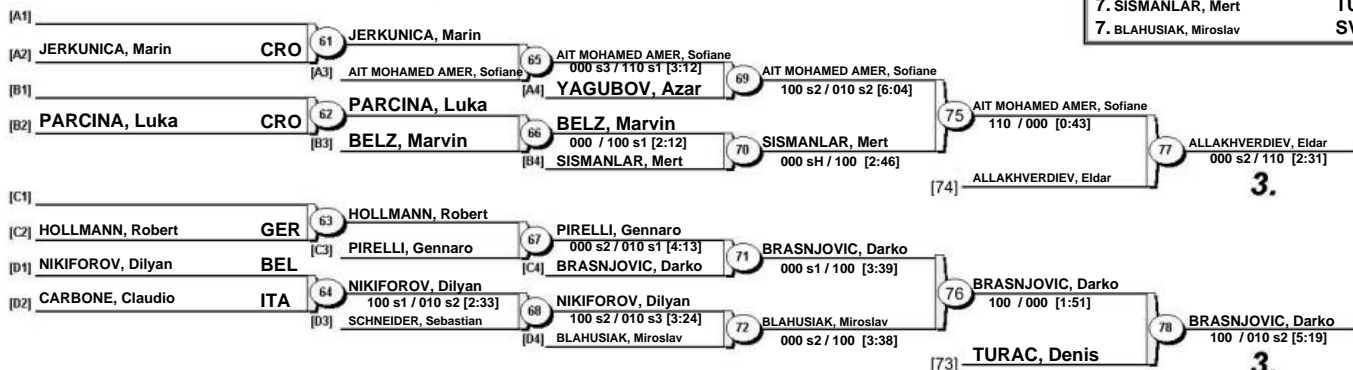 7. SISMANLAR, Mert
7. BLAHUSIAK, Miroslav
[A1]
[A2] JERKUNICA, Marin CRO
61
JERKUNICA, Marin
[A3] AIT MOHAMED AMER, Sofiane
65
AIT MOHAMED AMER, Sofiane
000 s3 / 110 s1 [3:12]
[A4] YAGUBOV, Azar
69
AIT MOHAMED AMER, Sofiane
100 s2 / 010 s2 [6:04]
[B1]
[B2] PARCINA, Luka CRO
62
PARCINA, Luka
[B3] BELZ, Marvin
66
BELZ, Marvin
000 / 100 s1 [2:12]
[B4] SISMANLAR, Mert
70
SISMANLAR, Mert
000 sH / 100 [2:46]
75
AIT MOHAMED AMER, Sofiane
110 / 000 [0:43]
[74] ALLAKHVERDIEV, Eldar
77
ALLAKHVERDIEV, Eldar
000 s2 / 110 [2:31]
3.
[C1]
[C2] HOLLMANN, Robert GER
63
HOLLMANN, Robert
[C3] PIRELLI, Gennaro
67
PIRELLI, Gennaro
000 s2 / 010 s1 [4:13]
[C4] BRASNJOVIC, Darko
71
BRASNJOVIC, Darko
000 s1 / 100 [3:39]
[D1] NIKIFOROV, Dilyan BEL
[D2] CARBONE, Claudio ITA
64
NIKIFOROV, Dilyan
100 s1 / 010 s2 [2:33]
[D3] SCHNEIDER, Sebastian
68
NIKIFOROV, Dilyan
100 s2 / 010 s3 [3:24]
[D4] BLAHUSIAK, Miroslav
72
BLAHUSIAK, Miroslav
000 s2 / 100 [3:38]
76
BRASNJOVIC, Darko
100 / 000 [1:51]
[73] TURAC, Denis
78
BRASNJOVIC, Darko
100 / 010 s2 [5:19]
3.